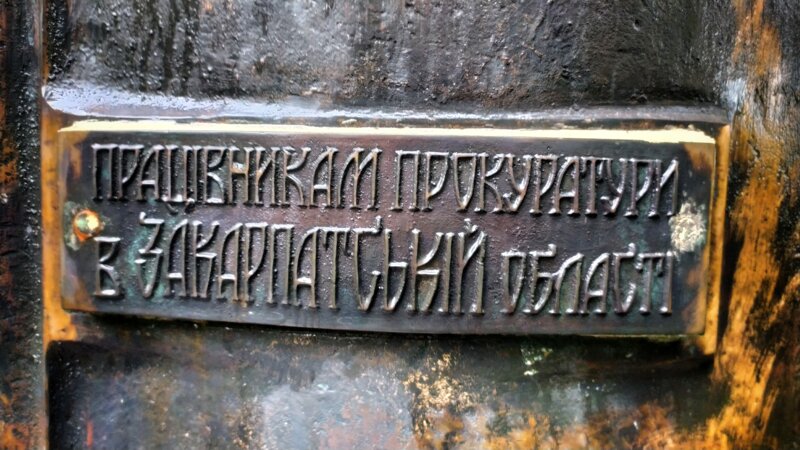 ПРАЦІВНИКАМ ПРОКУРАТУРИ
В ЗАКАРПАТСЬКІЙ ОБЛАСТІ